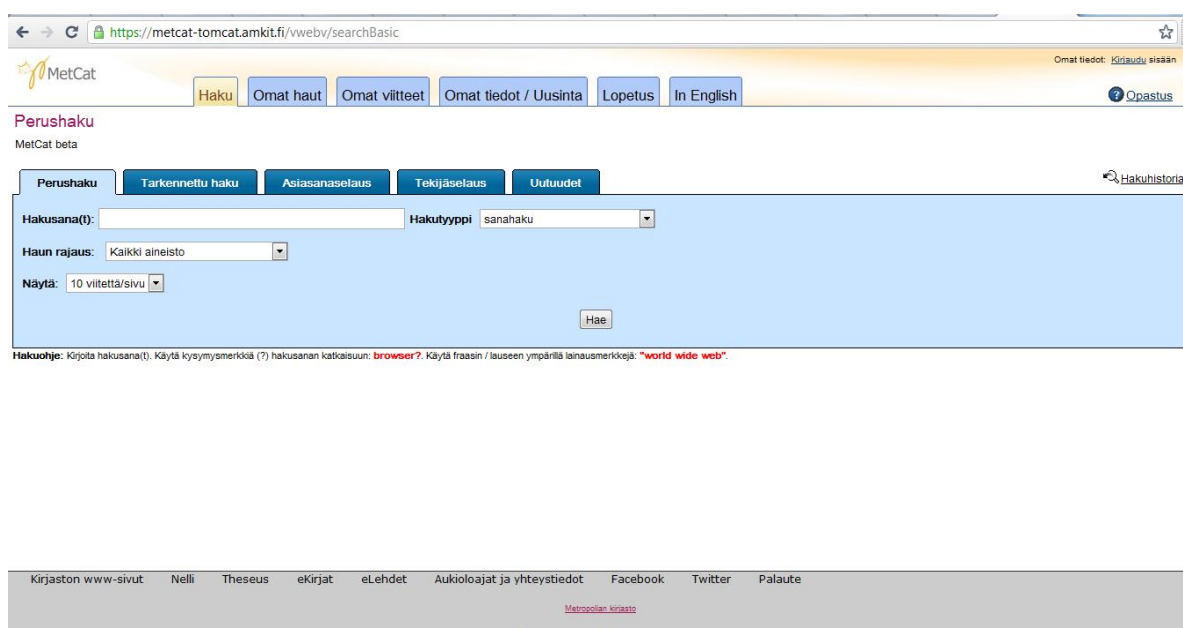 https://metcat-tomcat.amkit.fi/vwebv/searchBasic
Omat tiedot: Kirjaudu sisään
MetCat
Haku Omat haut Omat viitteet Omat tiedot / Uusinta Lopetus In English
? Opastus
Perushaku
MetCat beta
Perushaku Tarkennettu haku Asiasanaselaus Tekijäselaus Uutuudet
Hakuhistoria
Hakusana(t): Hakutyyppi sanahaku
Haun rajaus: Kaikki aineisto
Näytä: 10 viitettä/sivu
Hae
Hakuohje: Kirjoita hakusana(t). Käytä kysymysmerkkiä (?) hakusanan katkaisuun: browser?. Käytä fraasin / lauseen ympärillä lainausmerkkejä: "world wide web".
Kirjaston www-sivut Nelli Theseus eKirjat eLehdet Aukioloajat ja yhteystiedot Facebook Twitter Palaute
Metropolian kirjasto